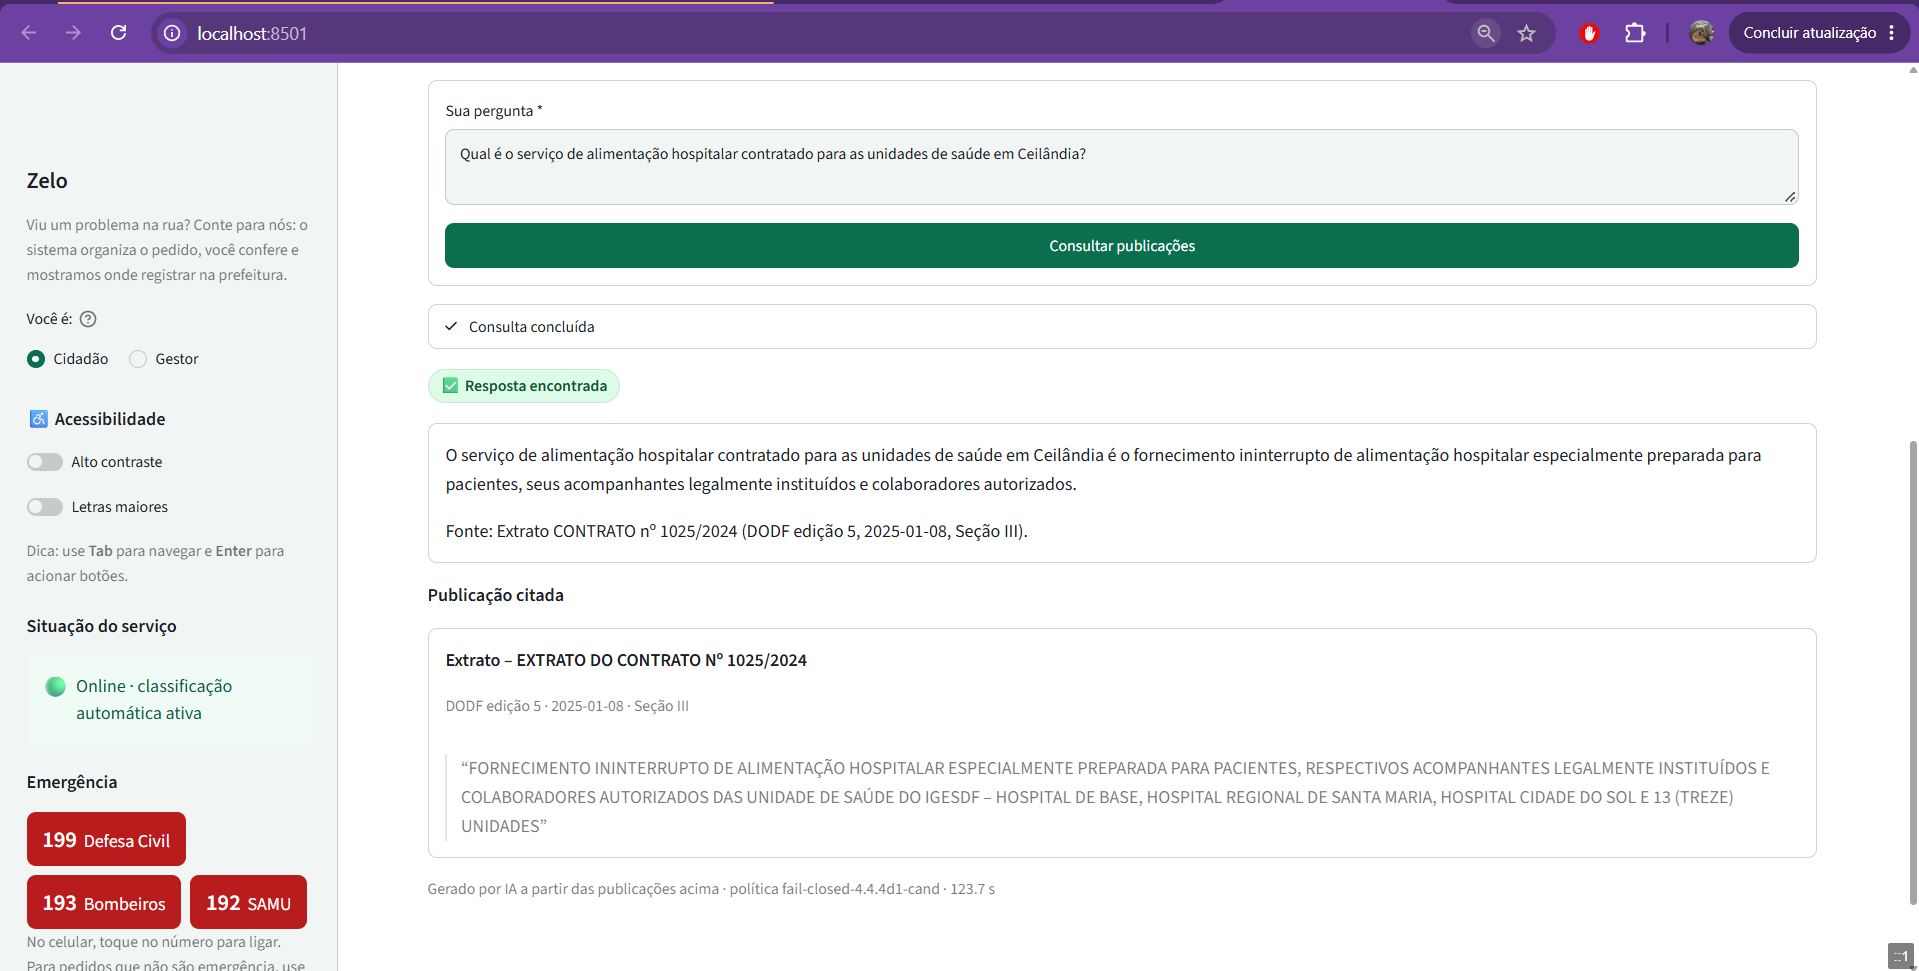 localhost:8501
Concluir atualização
Zelo
Viu um problema na rua? Conte para nós: o
sistema organiza o pedido, você confere e
mostramos onde registrar na prefeitura.
Você é:
Cidadão
Gestor
Acessibilidade
Alto contraste
Letras maiores
Dica: use Tab para navegar e Enter para
acionar botões.
Situação do serviço
Online · classificação
automática ativa
Emergência
199 Defesa Civil
193 Bombeiros
192 SAMU
No celular, toque no número para ligar.
Para pedidos que não são emergência, use
Sua pergunta *
Qual é o serviço de alimentação hospitalar contratado para as unidades de saúde em Ceilândia?
Consultar publicações
Consulta concluída
Resposta encontrada
O serviço de alimentação hospitalar contratado para as unidades de saúde em Ceilândia é o fornecimento ininterrupto de alimentação hospitalar especialmente preparada para
pacientes, seus acompanhantes legalmente instituídos e colaboradores autorizados.
Fonte: Extrato CONTRATO nº 1025/2024 (DODF edição 5, 2025-01-08, Seção III).
Publicação citada
Extrato – EXTRATO DO CONTRATO Nº 1025/2024
DODF edição 5 · 2025-01-08 · Seção III
“FORNECIMENTO ININTERRUPTO DE ALIMENTAÇÃO HOSPITALAR ESPECIALMENTE PREPARADA PARA PACIENTES, RESPECTIVOS ACOMPANHANTES LEGALMENTE INSTITUÍDOS E
COLABORADORES AUTORIZADOS DAS UNIDADE DE SAÚDE DO IGESDF – HOSPITAL DE BASE, HOSPITAL REGIONAL DE SANTA MARIA, HOSPITAL CIDADE DO SOL E 13 (TREZE)
UNIDADES”
Gerado por IA a partir das publicações acima · política fail-closed-4.4.4d1-cand · 123.7 s
::1